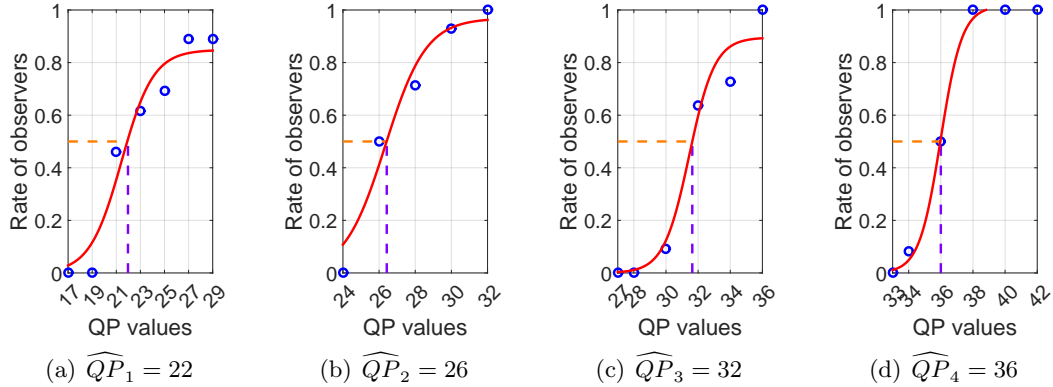 Rate of observers
1
0.8
0.6
0.4
0.2
0
17 19 21 23 25 27 29
QP values
(a) \widehat{QP}_1 = 22
Rate of observers
1
0.8
0.6
0.4
0.2
0
24 26 28 30 32
QP values
(b) \widehat{QP}_2 = 26
Rate of observers
1
0.8
0.6
0.4
0.2
0
27 28 30 32 34 36
QP values
(c) \widehat{QP}_3 = 32
Rate of observers
1
0.8
0.6
0.4
0.2
0
33 34 36 38 40 42
QP values
(d) \widehat{QP}_4 = 36